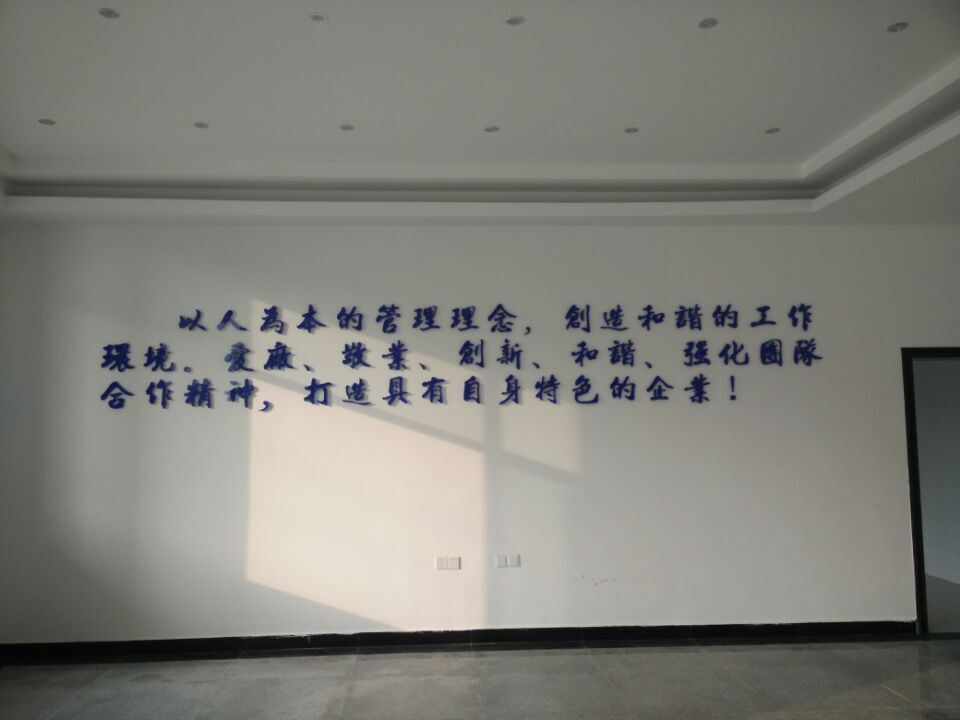 以人為本的管理理念，創造和諧的工作
環境。愛廠、敬業、創新、和諧、强化團隊
合作精神，打造具有自身特色的企業！